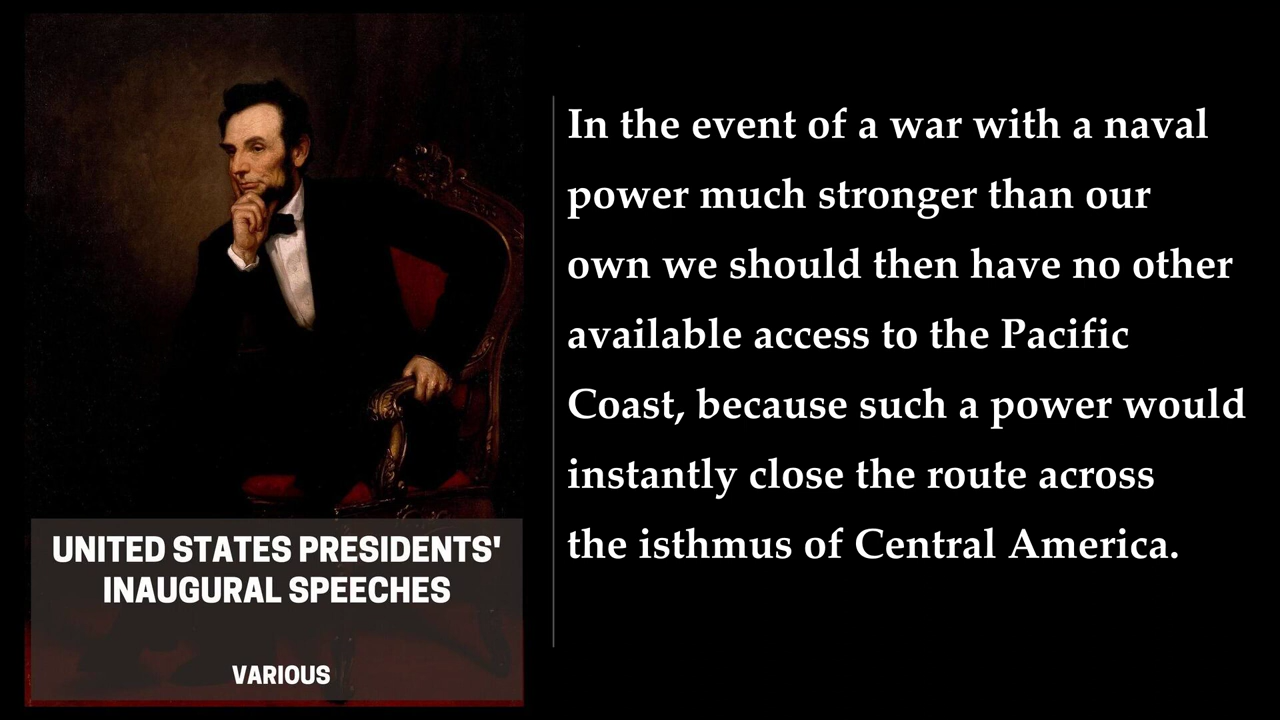 UNITED STATES PRESIDENTS'
INAUGURAL SPEECHES
VARIOUS
In the event of a war with a naval
power much stronger than our
own we should then have no other
available access to the Pacific
Coast, because such a power would
instantly close the route across
the isthmus of Central America.